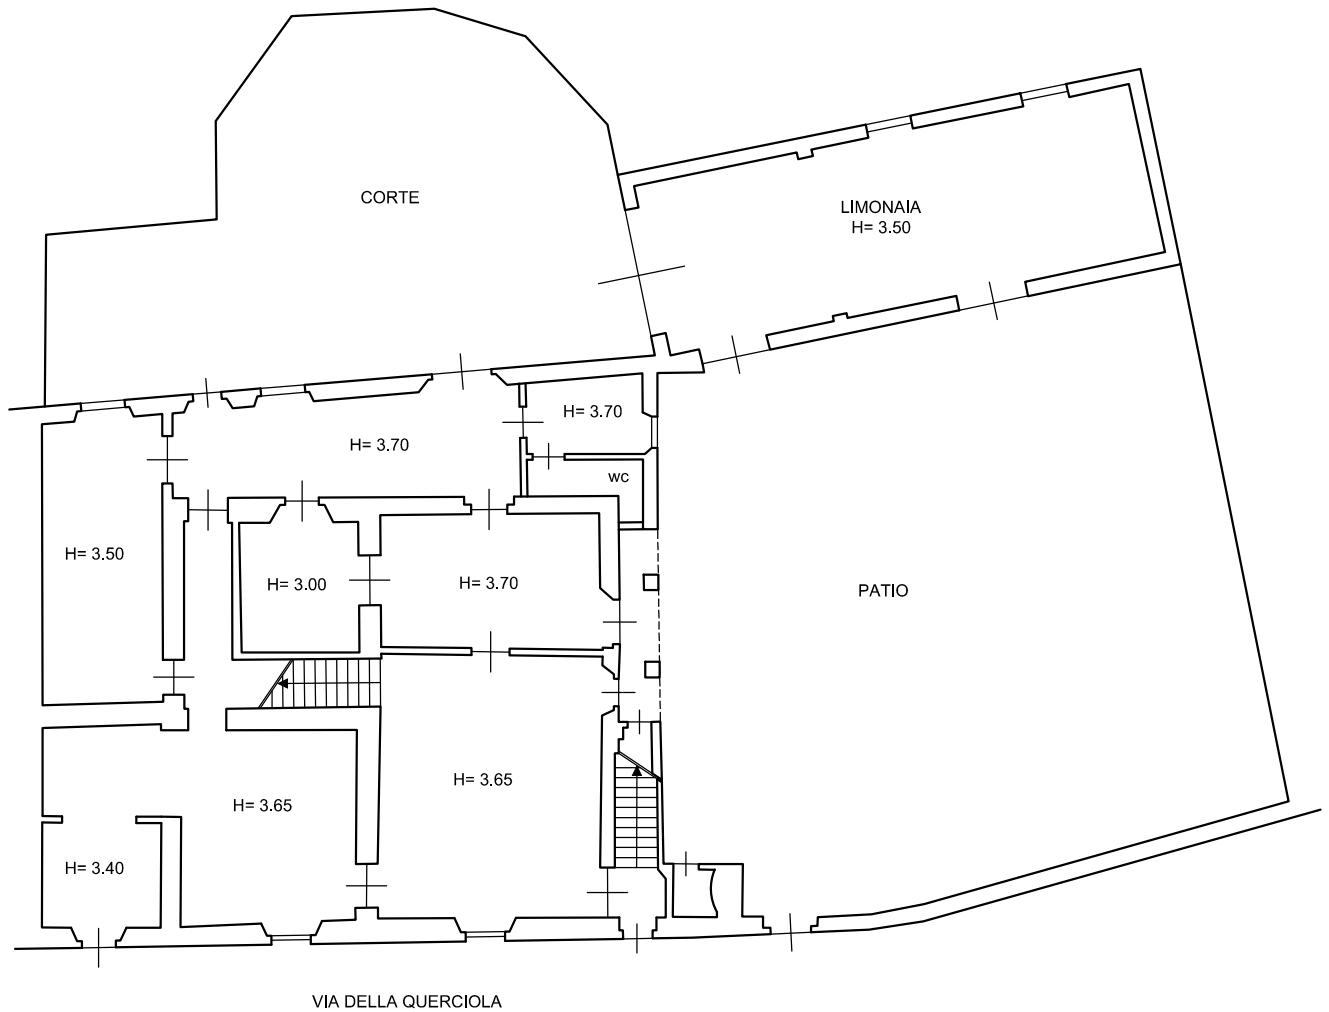 CORTE
LIMONAIA
H= 3.50
H= 3.70
H= 3.70
wc
H= 3.50
H= 3.00
H= 3.70
PATIO
H= 3.65
H= 3.65
H= 3.40
VIA DELLA QUERCIOLA